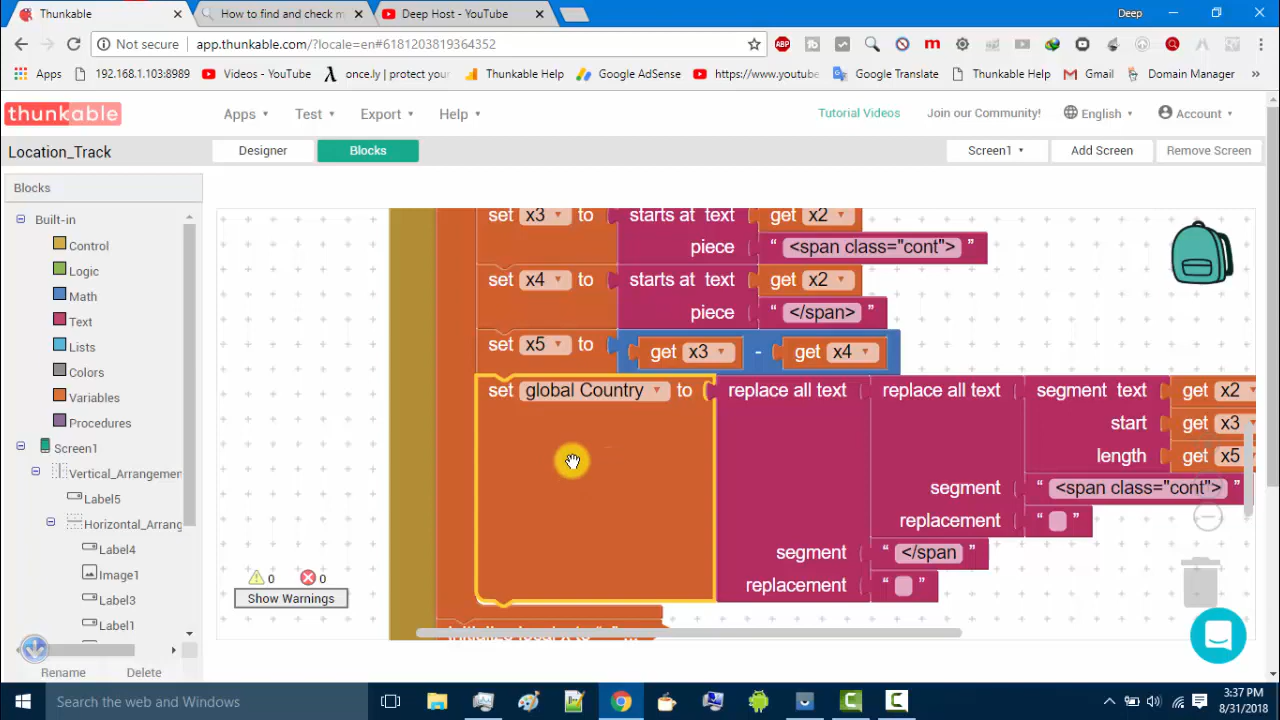 Thunkable
How to find and check m
Deep Host - YouTube
Deep
Not secure
app.thunkable.com/?locale=en#6181203819364352
ABP
m
Apps
192.168.1.103:8985
Videos - YouTube
once.ly | protect your
Thunkable Help
Google AdSense
https://www.youtube
Google Translate
Thunkable Help
Gmail
Domain Manager
»
thunkable
Apps
Test
Export
Help
Tutorial Videos
Join our Community!
English
Account
Location_Track
Designer
Blocks
Screen1
Add Screen
Remove Screen
Blocks
Built-in
Control
Logic
Math
Text
Lists
Colors
Variables
Procedures
Screen1
Vertical_Arrangemen
Label5
Horizontal_Arrang
Label4
Image1
Label3
Label1
Rename
Delete
set x3 to starts at text get x2
piece “ <span class="cont"> ”
set x4 to starts at text get x2
piece “ </span> ”
set x5 to get x3 - get x4
set global Country to replace all text replace all text segment text get x2
start get x3
length get x5
segment “ <span class="cont"> ”
replacement “ ”
segment “ </span ”
replacement “ ”
0 0
Show Warnings
Search the web and Windows
3:37 PM
8/31/2018